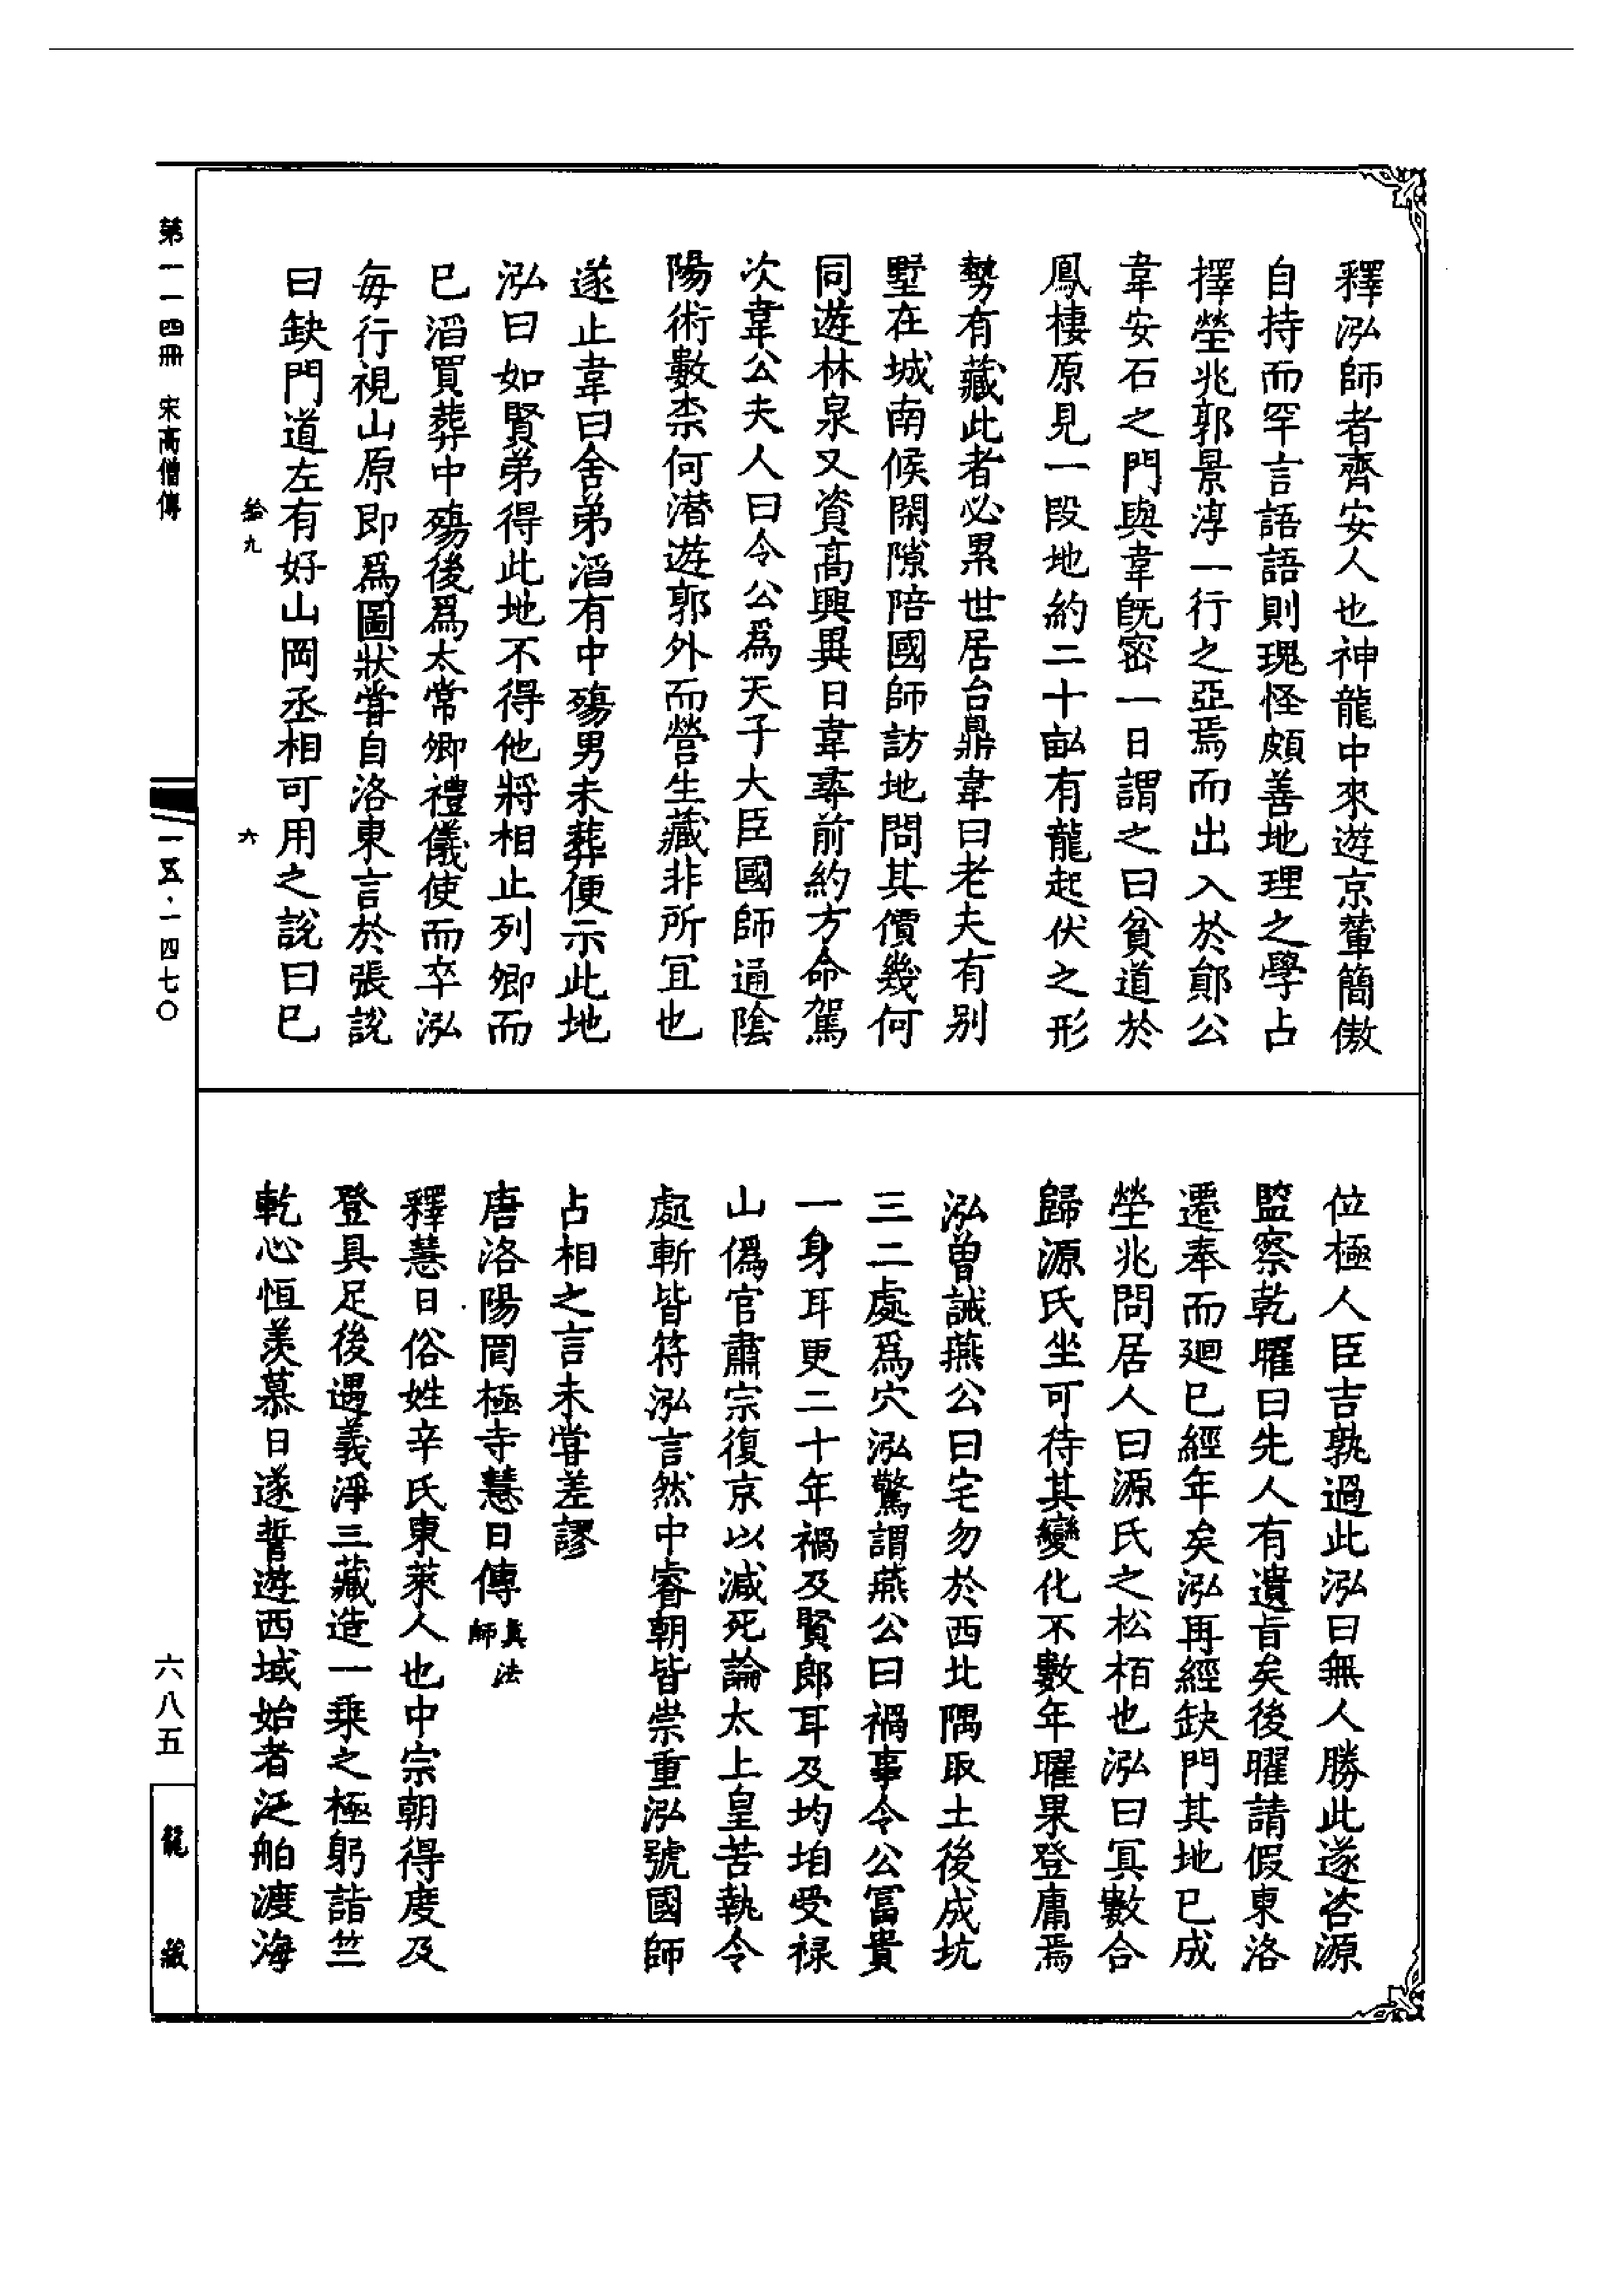 釋泓師者齊安人也神龍中來遊京輦簡傲
自持而罕言語語則瑰怪頗善地理之學占
擇塋兆郭景淳一行之亞焉而出入於鄖公
韋安石之門與韋旣密一日謂之曰貧道於
鳳棲原見一段地約二十畝有龍起伏之形
勢有藏此者必累世居台鼎韋曰老夫有別
墅在城南候閑隙陪國師訪地問其價幾何
同遊林泉又資高興異日韋尋前約方命駕
次韋公夫人曰令公為天子大臣國師通陰
陽術數柰何潛遊郭外而營生藏非所宜也
遂止韋曰舍弟滔有中殤男未葬便示此地
泓曰如賢弟得此地不得他將相止列卿而
已滔買葬中殤後爲太常卿禮儀使而卒泓
每行視山原即爲圖狀甞自洛東言於張說
曰缺門道左有好山岡丞相可用之說曰已
位極人臣吉孰過此泓曰無人勝此遂咨源
監察乾曜曰先人有遺旨矣後曜請假東洛
遷奉而廻已經年矣泓再經缺門其地已成
塋兆問居人曰源氏之松栢也泓曰冥數合
歸源氏坐可待其變化不數年曜果登庸焉
泓曾誡燕公曰宅勿於西北隅取土後成坑
三二處爲穴泓驚謂燕公曰禍事令公富貴
一身耳更二十年禍及賢郎耳及均垍受祿
山僞官肅宗復京以減死論太上皇苦執令
處斬皆符泓言然中睿朝皆崇重泓號國師
占相之言未甞差謬
唐洛陽罔極寺慧日傳真法師
釋慧日俗姓辛氏東萊人也中宗朝得度及
登具足後遇義淨三藏造一乘之極躬詣竺
乾心恒羨慕日遂誓遊西域始者泛舶渡海
第一一四冊 宋高僧傳
給九 六
一五·一四七〇
六八五
龍藏